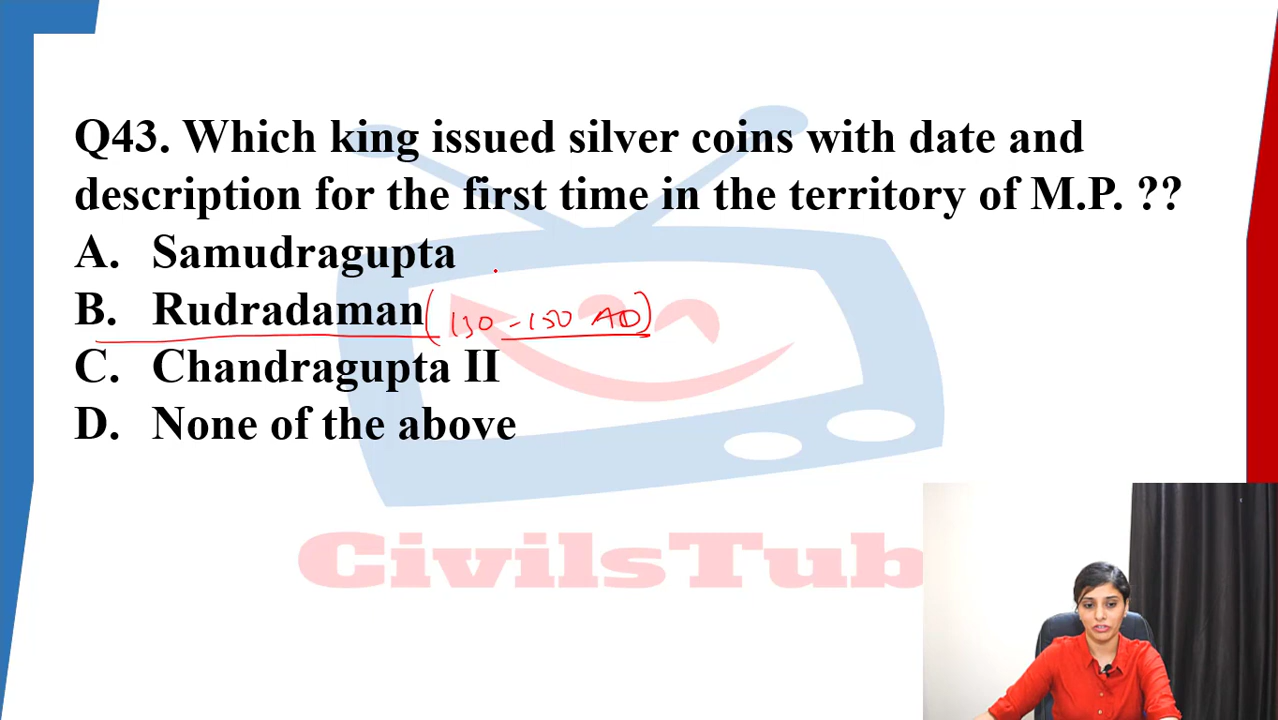 Q43. Which king issued silver coins with date and
description for the first time in the territory of M.P. ??
A. Samudragupta
B. Rudradaman (130 - 150 AD)
C. Chandragupta II
D. None of the above
CivilsTub